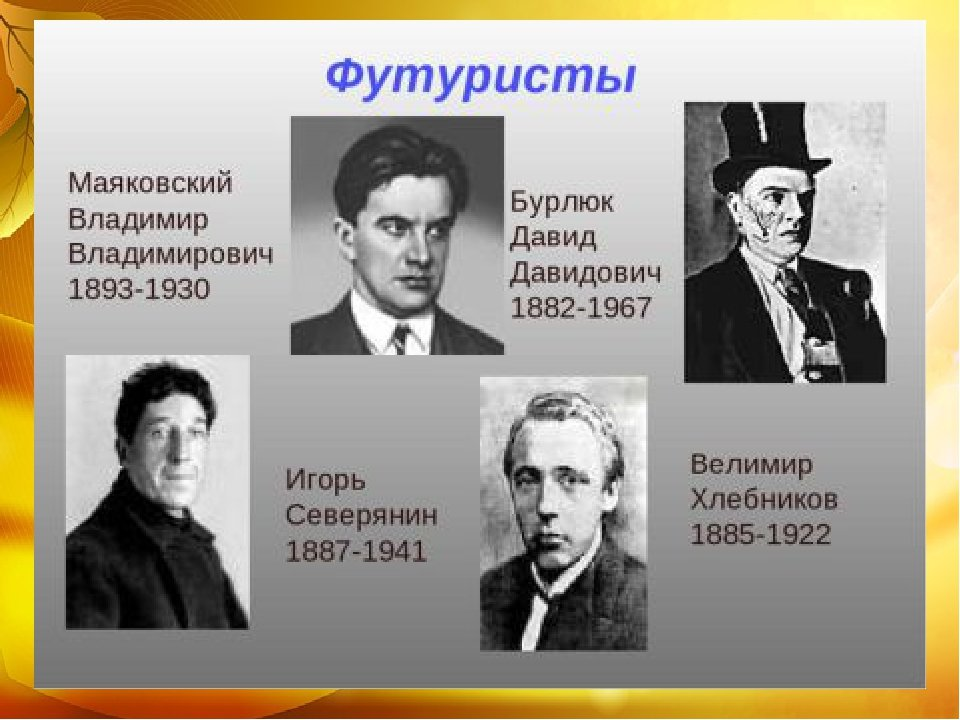 Футуристы
Маяковский
Владимир
Владимирович
1893-1930
Бурлюк
Давид
Давидович
1882-1967
Игорь
Северянин
1887-1941
Велимир
Хлебников
1885-1922